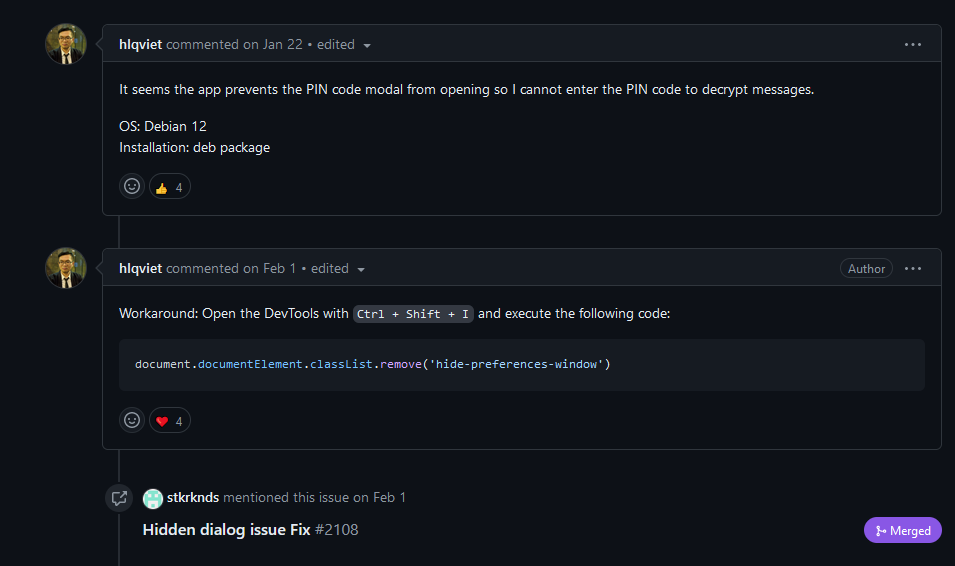 hlqviet commented on Jan 22 • edited
It seems the app prevents the PIN code modal from opening so I cannot enter the PIN code to decrypt messages.
OS: Debian 12
Installation: deb package
4
hlqviet commented on Feb 1 • edited
Author
Workaround: Open the DevTools with Ctrl + Shift + I and execute the following code:
document.documentElement.classList.remove('hide-preferences-window')
4
stkrknds mentioned this issue on Feb 1
Hidden dialog issue Fix #2108
Merged